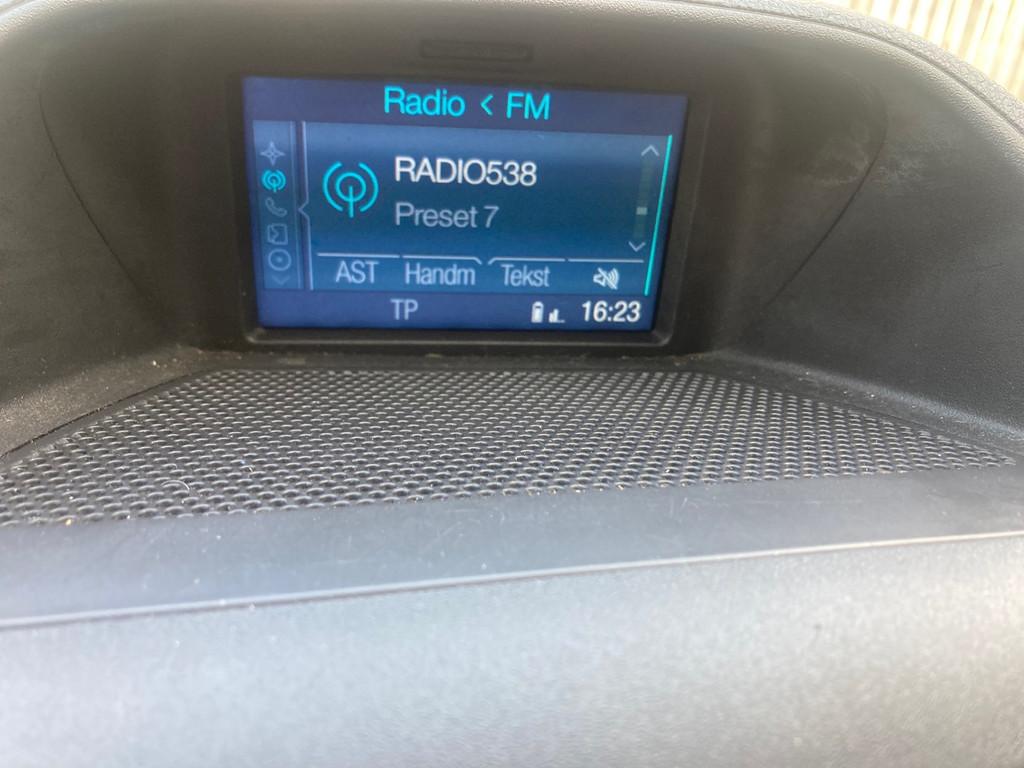 Radio < FM
RADIO538
Preset 7
AST Handm Tekst
TP 16:23